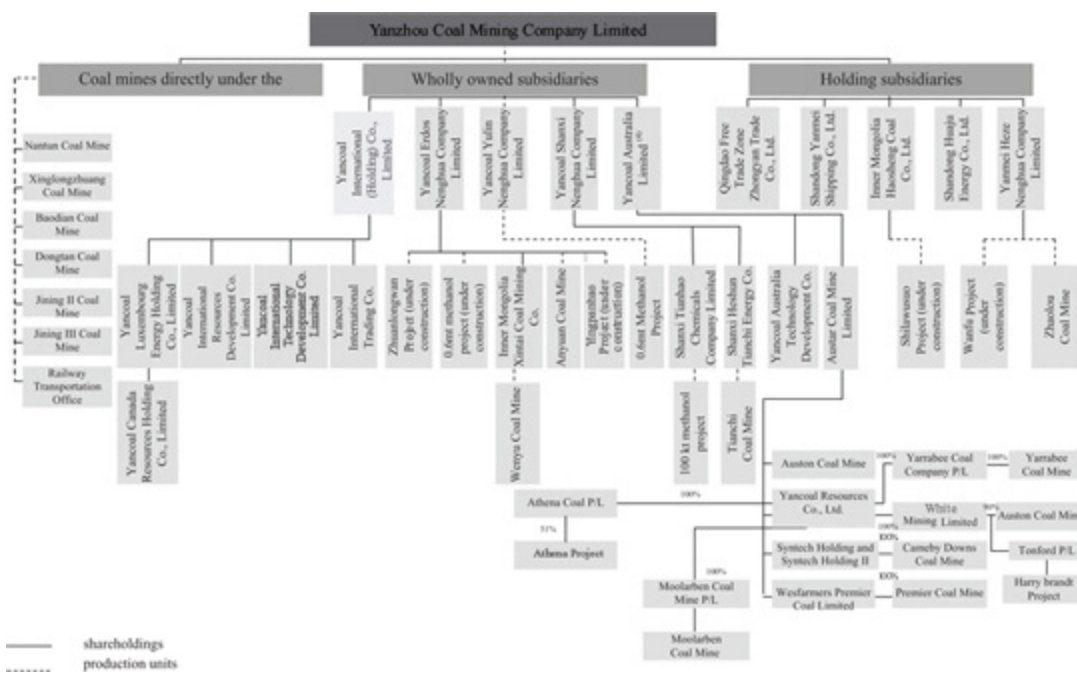 Yanzhou Coal Mining Company Limited
Coal mines directly under the
Wholly owned subsidiaries
Holding subsidiaries
Nantun Coal Mine
Xinglongzhuang
Coal Mine
Baodian Coal
Mine
Dongtan Coal
Mine
Jining II Coal
Mine
Jining III Coal
Mine
Railway
Transportation
Office
Yancoal
International
(Holding) Co.,
Limited
Yancoal Erdos
Nenghua Company
Limited
Yancoal Yulin
Nenghua Company
Limited
Yancoal Shanxi
Nenghua Company
Limited
Yancoal Australia
Limited
Qingdao Free
Trade Zone
Zhongyan Trade
Co., Ltd.
Shandong Yanmei
Shipping Co., Ltd.
Inner Mongolia
Haosheng Coal
Co., Ltd.
Shandong Huaju
Energy Co., Ltd.
Yanmei Heze
Nenghua Company
Limited
Yancoal
Luxembourg
Energy Holding
Co., Limited
Yancoal
International
Resources
Development Co.
Limited
Yancoal
International
Technology
Development Co.
Limited
Yancoal
International
Trading Co.
Zhuanlongwan
Project (under
construction)
0.6mt methanol
project (under
construction)
Inner Mongolia
Xintai Coal Mining
Co.
Anyuan Coal Mine
Yingpanhao
Project (under
construttion)
0.6mt Methanol
Project
Shanxi Tianhao
Chemicals
Company Limited
Shanxi Heshun
Tianchi Energy Co.
Yancoal Australia
Technology
Development Co.
Austar Coal Mine
Limited
Shilawusuo
Project (under
construction)
Wanfu Project
(under
construction)
Zhaolou
Coal Mine
Yancoal Canada
Resources Holding
Co., Limited
Wenyu Coal Mine
100 kt methanol
project
Tianchi
Coal Mine
Auston Coal Mine
100%
Yarrabee Coal
Company P/L
100%
Yarrabee
Coal Mine
Athena Coal P/L
100%
Yancoal Resources
Co., Ltd.
White
Mining Limited
90%
Auston Coal Min
51%
100%
100%
Athena Project
Syntech Holding and
Syntech Holding II
Cameby Downs
Coal Mine
Tonford P/L
100%
100%
Moolarben Coal
Mine P/L
Wesfarmers Premier
Coal Limited
Premier Coal Mine
Harry brandt
Project
Moolarben
Coal Mine
shareholdings
production units